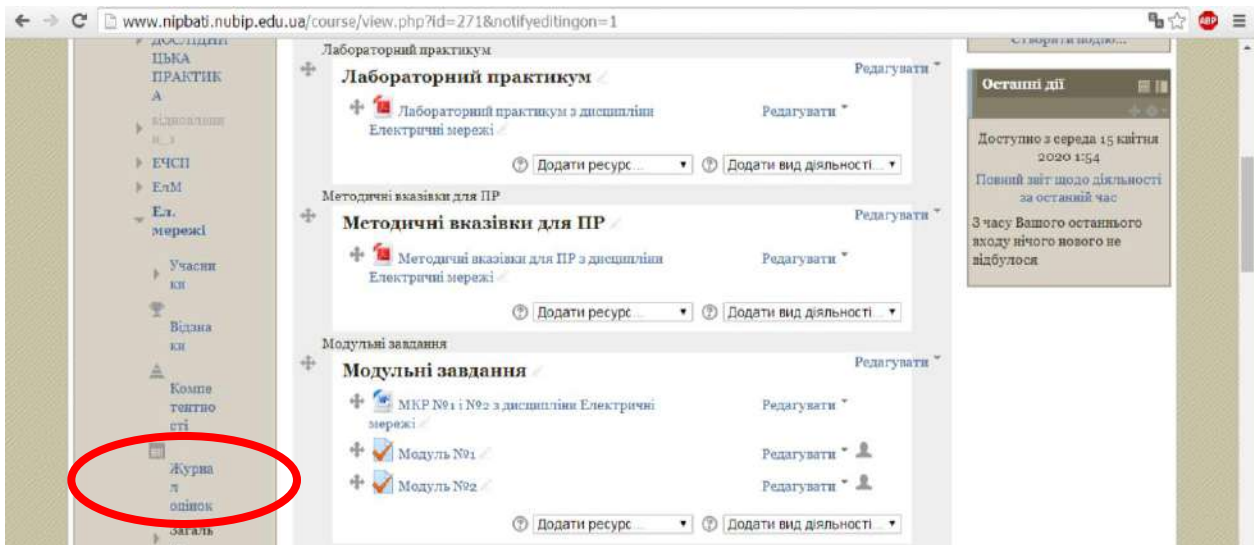 www.nipbati.nubip.edu.ua/course/view.php?id=271&notifyeditingon=1
ABP
ЦЬКА
ПРАКТИК
А
ЕЧСП
ЕлМ
Ел.
мережі
Учасни
ки
Відзна
ки
Компе
тентно
сті
Журна
л
оцінок
Загаль
Лабораторний практикум
Лабораторний практикум
Редагувати
Лабораторний практикум з дисципліни
Електричні мережі
Редагувати
Додати ресурс...
Додати вид діяльності...
Методичні вказівки для ПР
Методичні вказівки для ПР
Редагувати
Методичні вказівки для ПР з дисципліни
Електричні мережі
Редагувати
Додати ресурс...
Додати вид діяльності...
Модульні завдання
Модульні завдання
Редагувати
МКР №1 і №2 з дисципліни Електричні
мережі
Редагувати
Модуль №1
Редагувати
Модуль №2
Редагувати
Додати ресурс...
Додати вид діяльності...
Створити подію...
Останні дії
Доступно з середа 15 квітня
2020 1:54
Повний звіт щодо діяльності
за останній час
З часу Вашого останнього
входу нічого нового не
відбулося